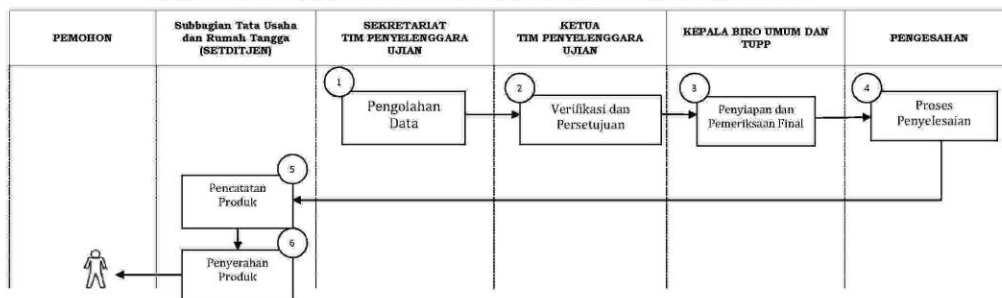 PEMOHON
Subbagian Tata Usaha
dan Rumah Tangga
(SETDITJEN)
SEKRETARIAT
TIM PENYELENGGARA
UJIAN
KETUA
TIM PENYELENGGARA
UJIAN
KEPALA BIRO UMUM DAN
TUPP
PENGESAHAN
1
Pengolahan
Data
2
Verifikasi dan
Persetujuan
3
Penyiapan dan
Pemeriksaan Final
4
Proses
Penyelesaian
5
Pencatatan
Produk
6
Penyerahan
Produk